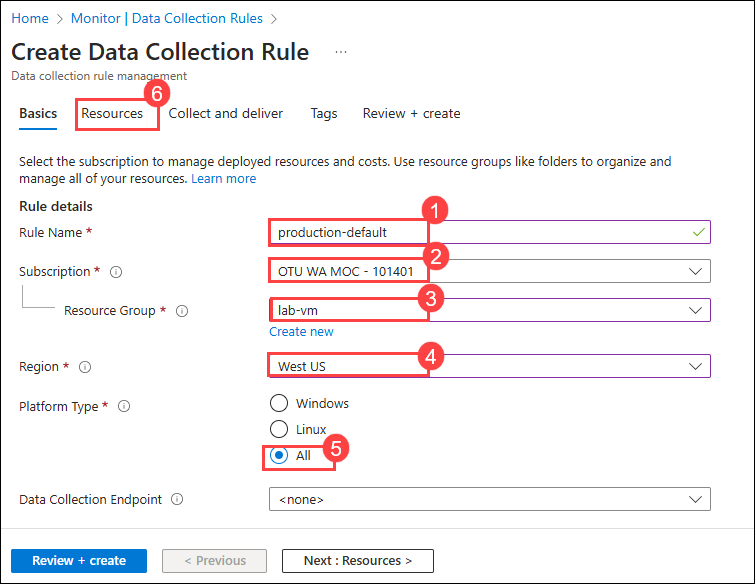 Home > Monitor | Data Collection Rules >
Create Data Collection Rule ...
Data collection rule management
6
Basics Resources Collect and deliver Tags Review + create
Select the subscription to manage deployed resources and costs. Use resource groups like folders to organize and
manage all of your resources. Learn more
Rule details
1
Rule Name * production-default
2
Subscription * OTU WA MOC - 101401
3
Resource Group * lab-vm
Create new
4
Region * West US
Platform Type * Windows
Linux
5
All
Data Collection Endpoint <none>
Review + create < Previous Next : Resources >